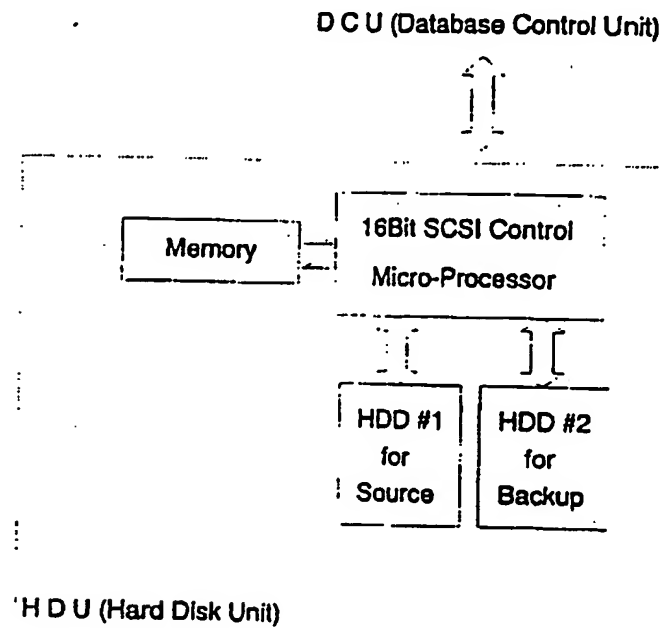 D C U (Database Control Unit)
16Bit SCSI Control
Micro-Processor
Memory
HDD #1
for
Source
HDD #2
for
Backup
H D U (Hard Disk Unit)